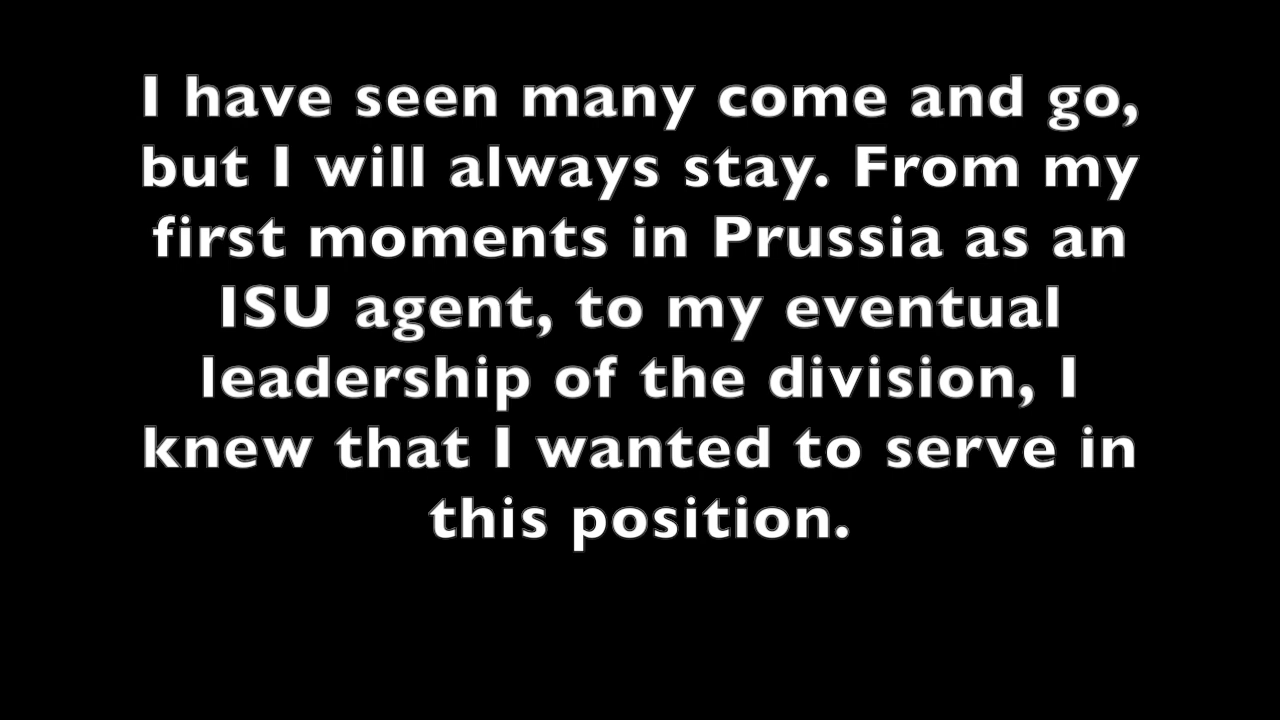 I have seen many come and go,
but I will always stay. From my
first moments in Prussia as an
ISU agent, to my eventual
leadership of the division, I
knew that I wanted to serve in
this position.